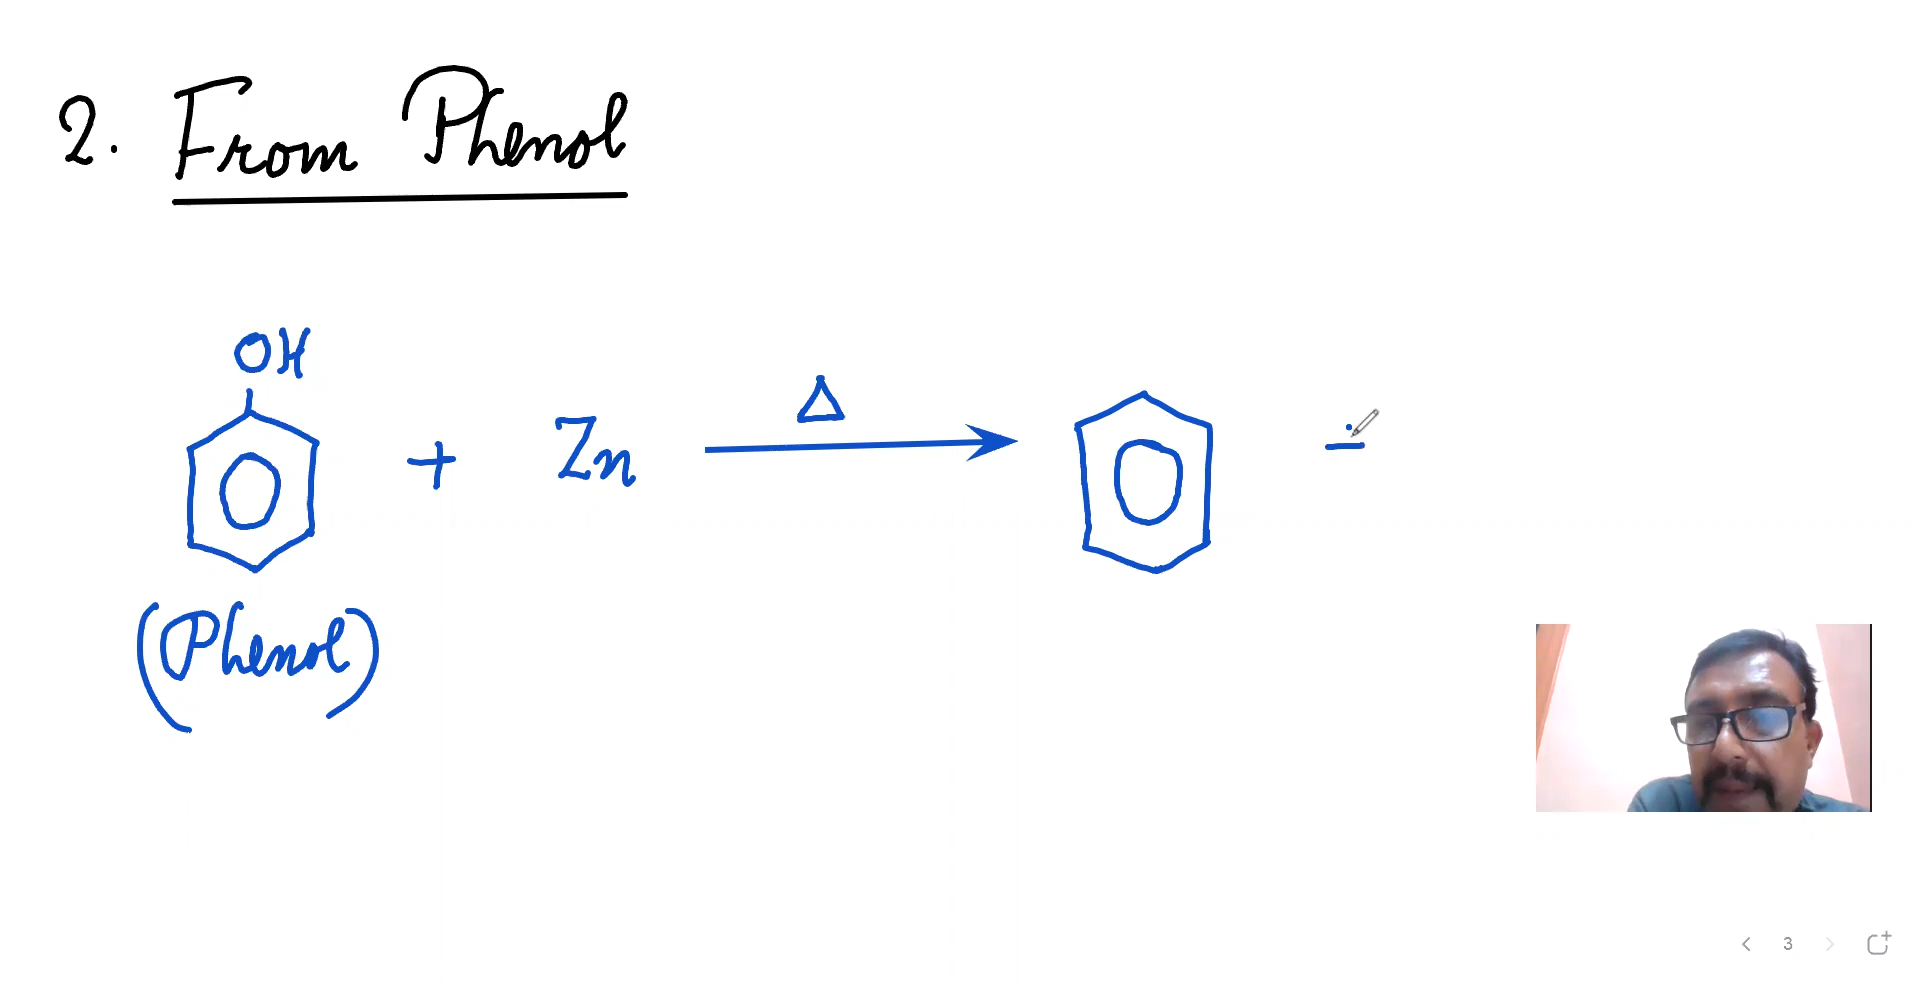 2. From Phenol
OH
+ Zn Δ
(Phenol)
3